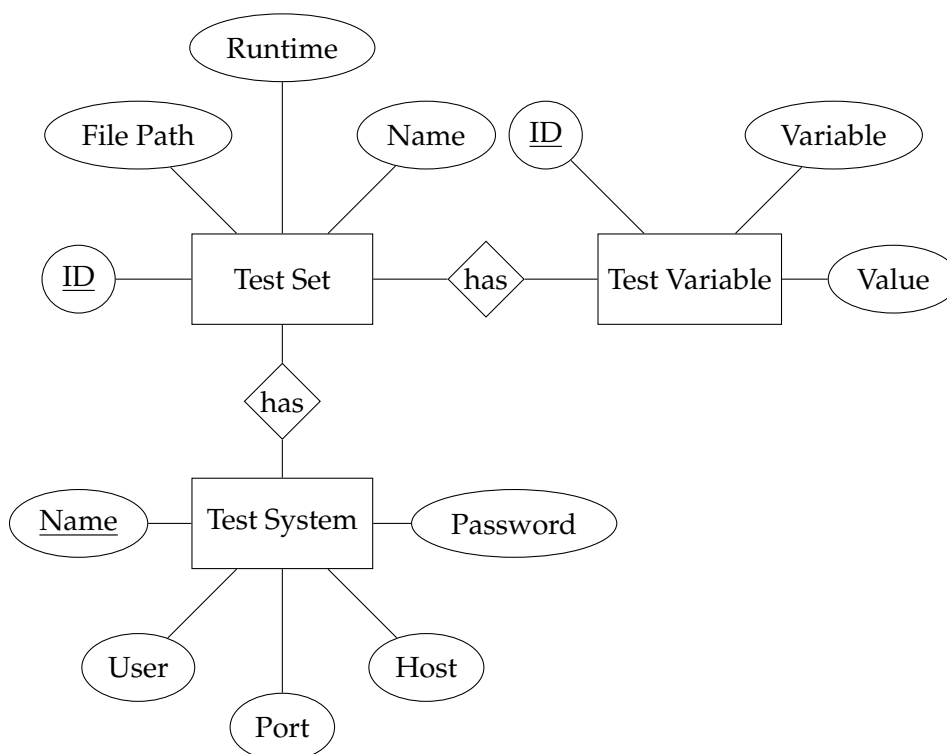 Runtime
File Path
Name
ID
Variable
ID
Test Set
has
Test Variable
Value
has
Name
Test System
Password
User
Host
Port